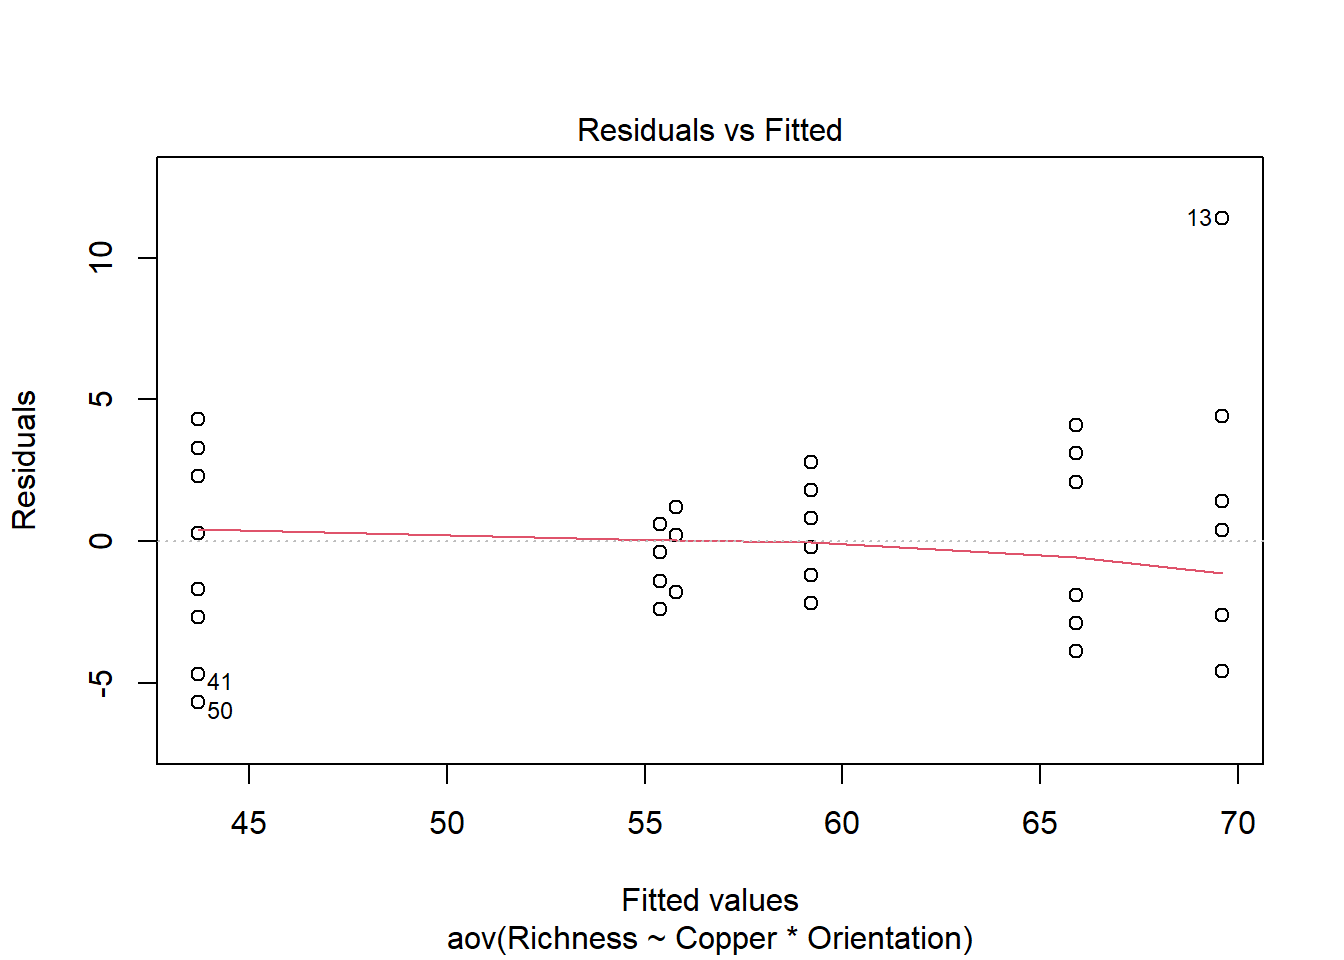 Residuals vs Fitted
13
10
5
0
-5
Residuals
41
50
45 50 55 60 65 70
Fitted values
aov(Richness ~ Copper * Orientation)